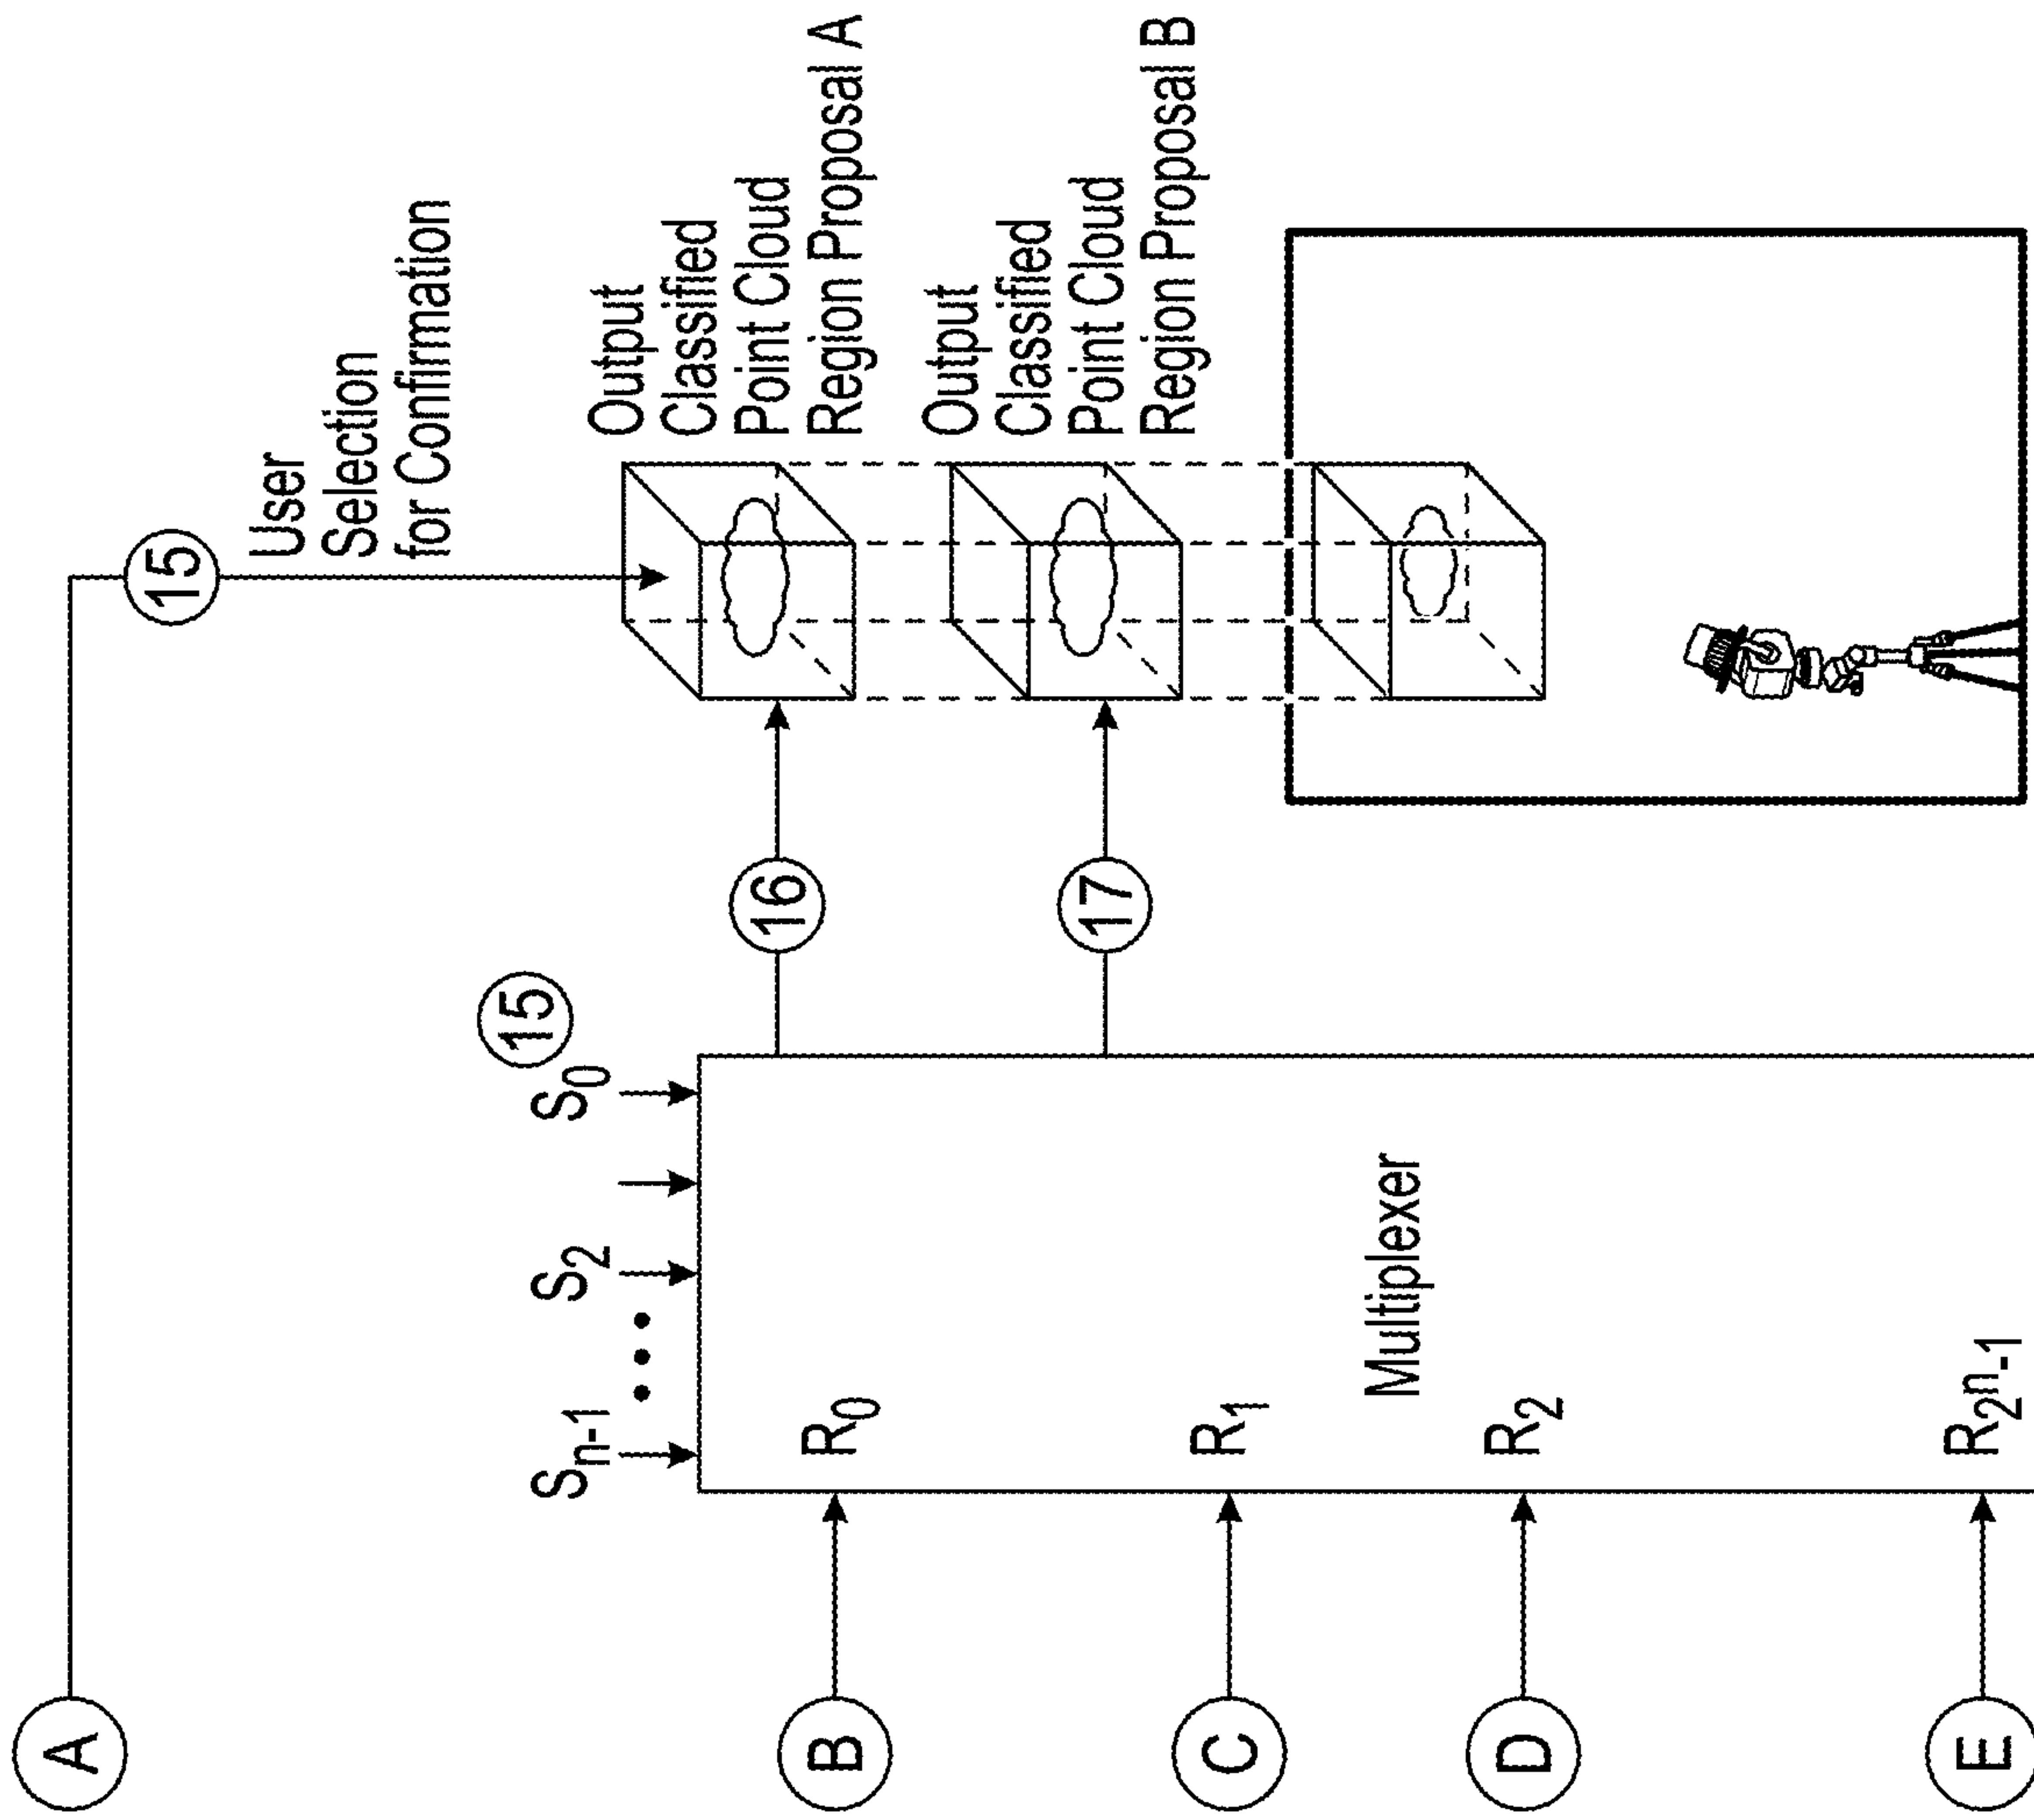 A
15
User
Selection
for Confirmation
15
Sn-1
S2
S0
Output
Classified
Point Cloud
Region Proposal A
16
B
R0
Output
Classified
Point Cloud
Region Proposal B
17
C
R1
Multiplexer
D
R2
E
R2n-1